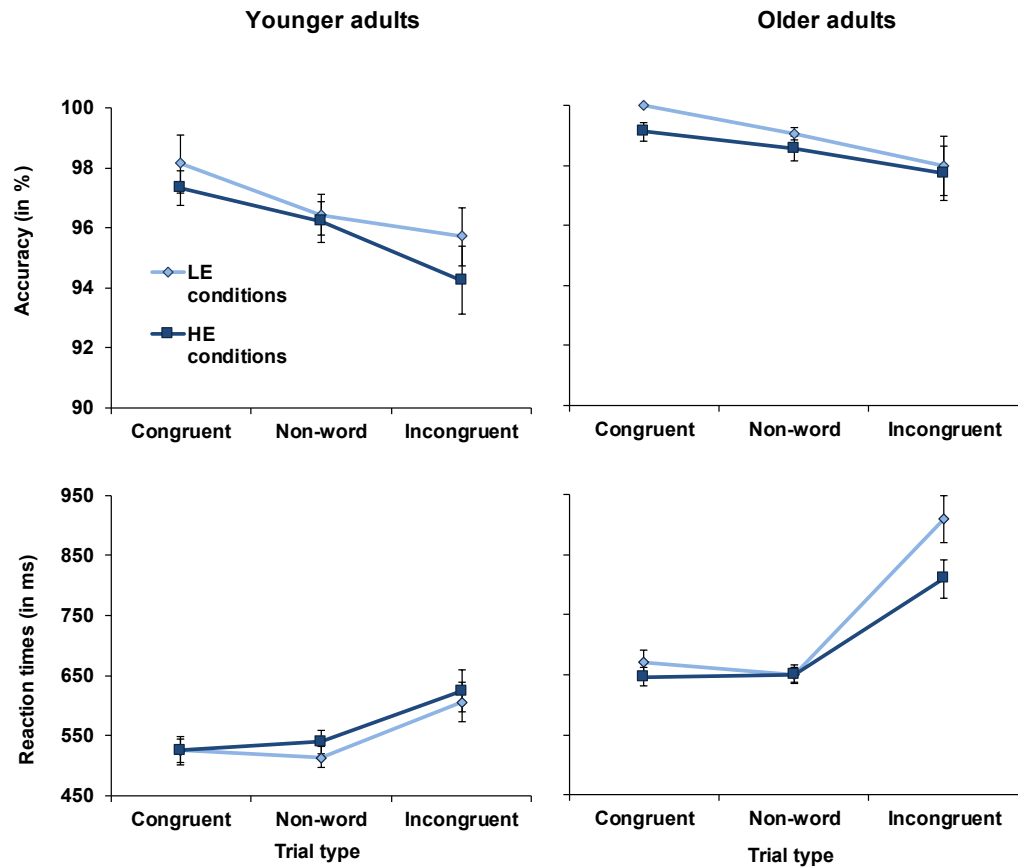 Younger adults
Older adults
Accuracy (in %)
100
98
96
94
92
90
LE
conditions
HE
conditions
Congruent
Non-word
Incongruent
Congruent
Non-word
Incongruent
Reaction times (in ms)
950
850
750
650
550
450
Congruent
Non-word
Incongruent
Trial type
Congruent
Non-word
Incongruent
Trial type